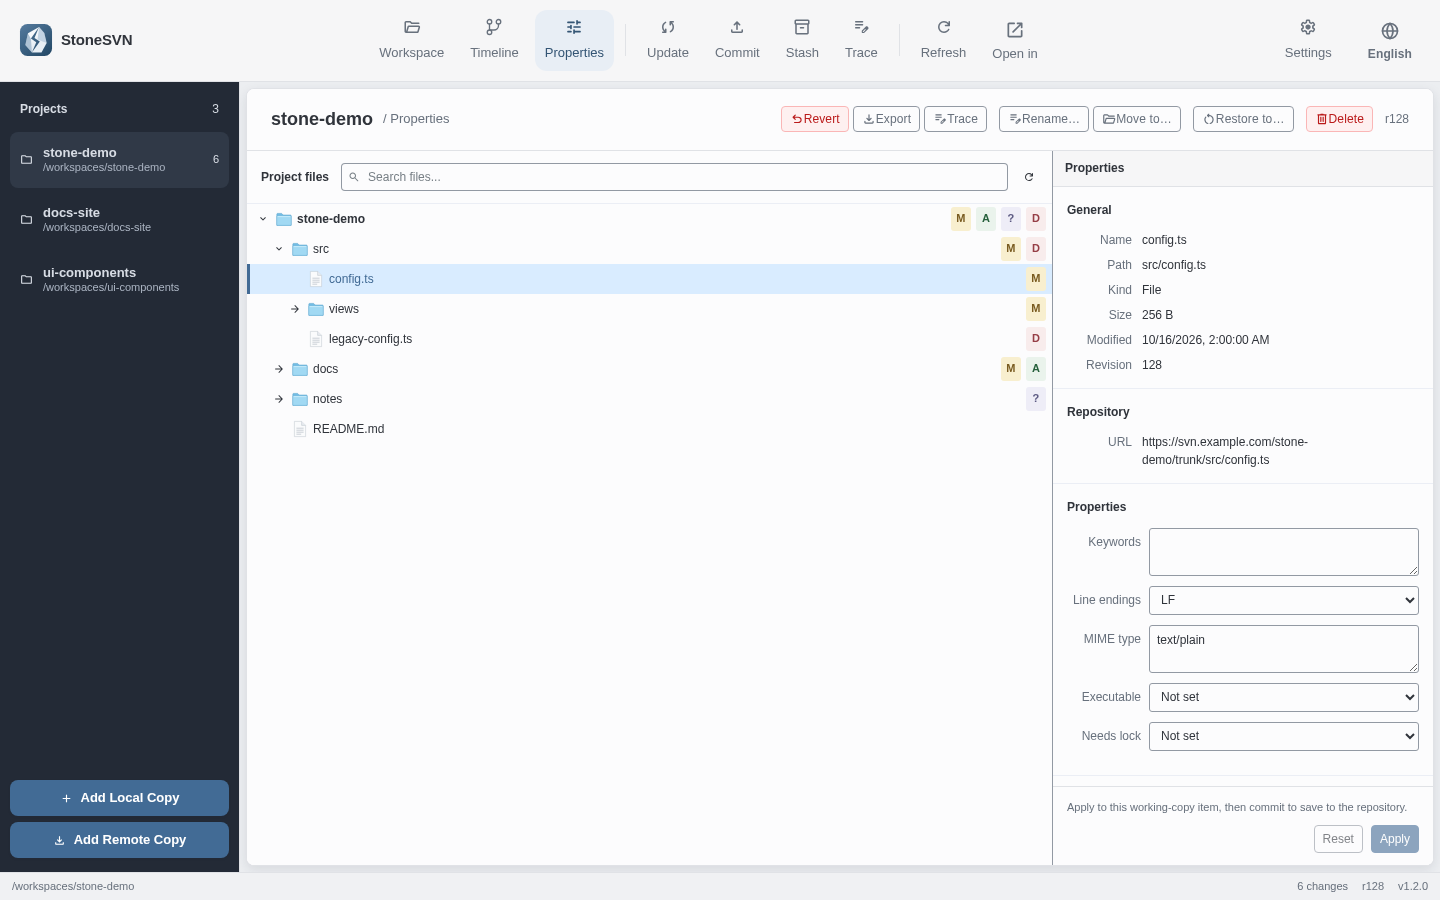 StoneSVN
Workspace
Timeline
Properties
Update
Commit
Stash
Trace
Refresh
Open in
Settings
English
Projects 3
stone-demo 6
/workspaces/stone-demo
docs-site
/workspaces/docs-site
ui-components
/workspaces/ui-components
Add Local Copy
Add Remote Copy
stone-demo / Properties
Revert Export Trace Rename… Move to… Restore to… Delete r128
Project files Search files...
stone-demo M A ? D
src M D
config.ts M
views M
legacy-config.ts D
docs M A
notes ?
README.md
Properties
General
Name config.ts
Path src/config.ts
Kind File
Size 256 B
Modified 10/16/2026, 2:00:00 AM
Revision 128
Repository
URL https://svn.example.com/stone-
demo/trunk/src/config.ts
Properties
Keywords
Line endings LF
MIME type text/plain
Executable Not set
Needs lock Not set
Apply to this working-copy item, then commit to save to the repository.
Reset Apply
/workspaces/stone-demo 6 changes r128 v1.2.0